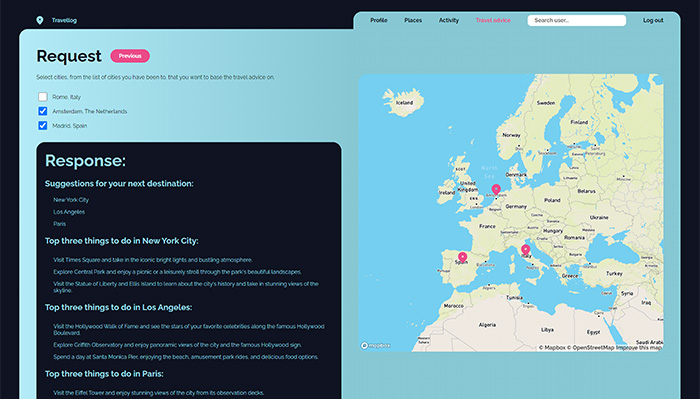 Travellog
Profile
Places
Activity
Travel advice
Search user...
Log out
Request
Previous
Select cities, from the list of cities you have been to, that you want to base the travel advice on.
Rome, Italy
Amsterdam, The Netherlands
Madrid, Spain
Response:
Suggestions for your next destination:
New York City
Los Angeles
Paris
Top three things to do in New York City:
Visit Times Square and take in the iconic bright lights and bustling atmosphere.
Explore Central Park and enjoy a picnic or a leisurely stroll through the park's beautiful landscapes.
Visit the Statue of Liberty and Ellis Island to learn about the city's history and take in stunning views of the
skyline.
Top three things to do in Los Angeles:
Visit the Hollywood Walk of Fame and see the stars of your favorite celebrities along the famous Hollywood
Boulevard.
Explore Griffith Observatory and enjoy panoramic views of the city and the famous Hollywood sign.
Spend a day at Santa Monica Pier, enjoying the beach, amusement park rides, and delicious food options.
Top three things to do in Paris:
Visit the Eiffel Tower and enjoy stunning views of the city from its observation decks.
Iceland
Sweden
Finland
Norway
Oslo
North
Sea
Denmark
United
Kingdom
Ireland
Moscow
Lithuania
Belarus
Poland
Germany
Belgium
Ukraine
France
Austria
Hungary
Romania
Italy
Spain
Portugal
Barcelona
Greece
Turkey
Syria
Iraq
Tunisia
Morocco
Algeria
Libya
Egypt
Saudi Arabia
mapbox
© Mapbox © OpenStreetMap Improve this map